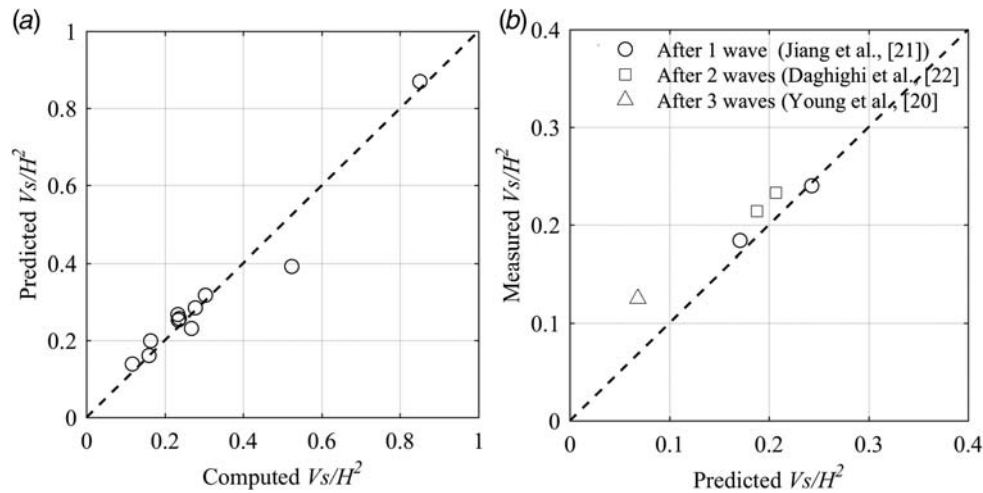 (a)
1
0.8
0.6
0.4
0.2
0
Predicted Vs/H²
0 0.2 0.4 0.6 0.8 1
Computed Vs/H²
(b)
0.4
0.3
0.2
0.1
0
Measured Vs/H²
After 1 wave (Jiang et al., [21])
After 2 waves (Daghighi et al., [22]
After 3 waves (Young et al., [20]
0 0.1 0.2 0.3 0.4
Predicted Vs/H²